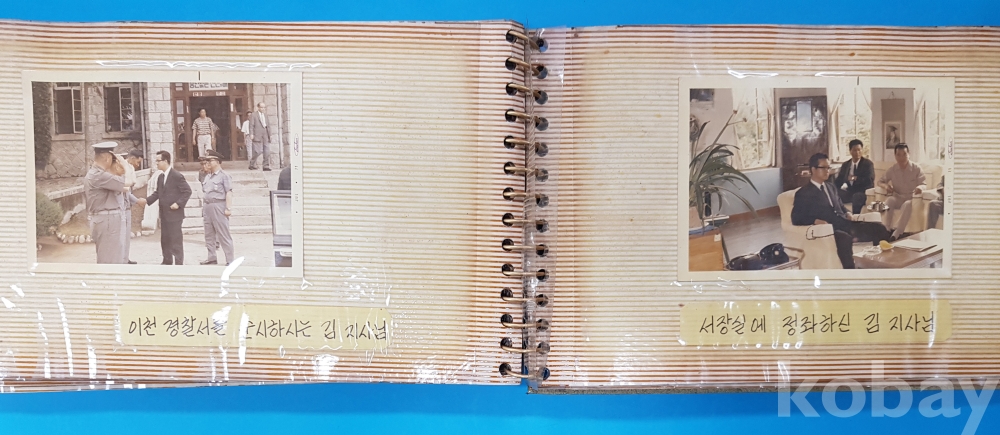 이천 경찰서를 순시하사는 김 지사님
서장실에 정좌하신 김 지사님
kobay